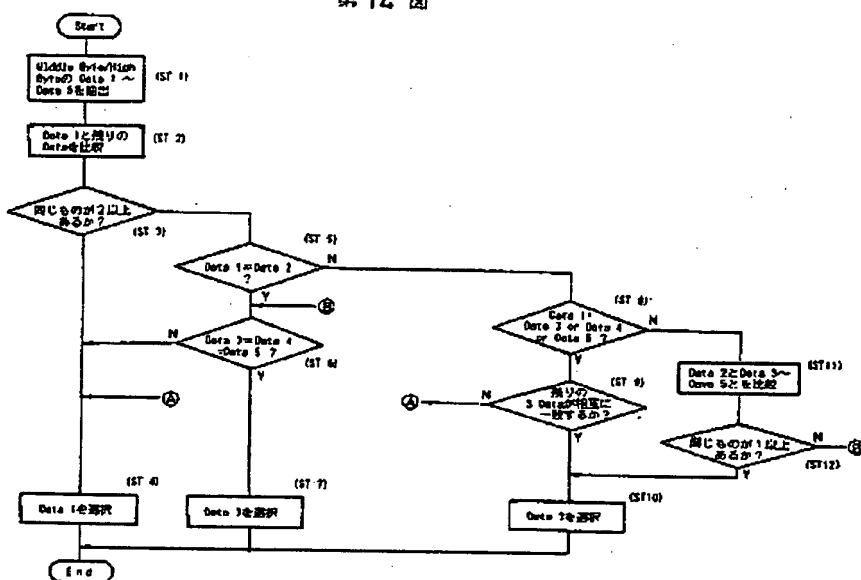 第14図
Start
Middle Byte/High
Byteの Data 1 ～
Data 5を抽出
(ST 1)
Data 1と残りの
Dataを比較
(ST 2)
同じものが2以上
あるか？
(ST 3)
(ST 5)
Data 1=Data 2
?
N
Y
B
N
Data 3=Data 4
=Data 5 ?
(ST 6)
Y
A
(ST 8)
Data 1=
Data 3 or Data 4
or Data 5 ?
N
Y
(ST 9)
N
A
残りの
3 Dataが相互に
一致するか？
Y
(ST11)
Data 2とData 3～
Data 5とを比較
同じものが1以上
あるか？
N
B
(ST12)
Y
(ST 4)
Data 1を選択
(ST 7)
Data 3を選択
(ST10)
Data 2を選択
End